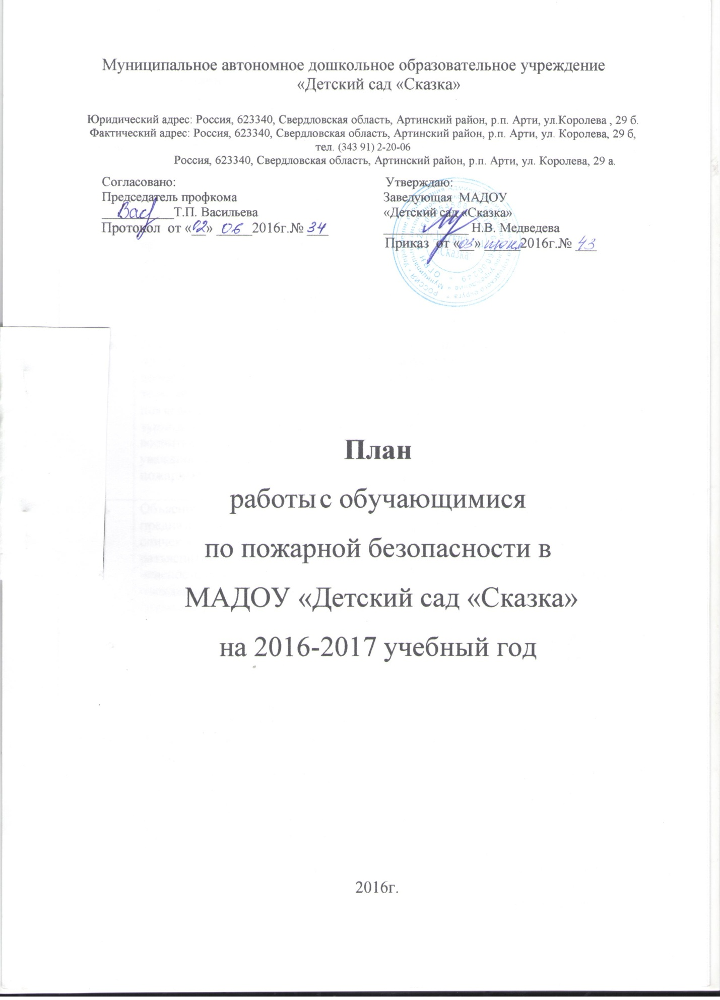 Муниципальное автономное дошкольное образовательное учреждение
«Детский сад «Сказка»
Юридический адрес: Россия, 623340, Свердловская область, Артинский район, р.п. Арти, ул.Королева , 29 б.
Фактический адрес: Россия, 623340, Свердловская область, Артинский район, р.п. Арти, ул. Королева, 29 б,
тел. (343 91) 2-20-06
Россия, 623340, Свердловская область, Артинский район, р.п. Арти, ул. Королева, 29 а.
Согласовано:
Председатель профкома
Т.П. Васильева
Протокол от «02» 06 2016г.№ 34
Утверждаю:
Заведующая МАДОУ
«Детский сад «Сказка»
Н.В. Медведева
Приказ от «03» июня 2016г.№ 43
План
работы с обучающимися
по пожарной безопасности в
МАДОУ «Детский сад «Сказка»
на 2016-2017 учебный год
2016г.